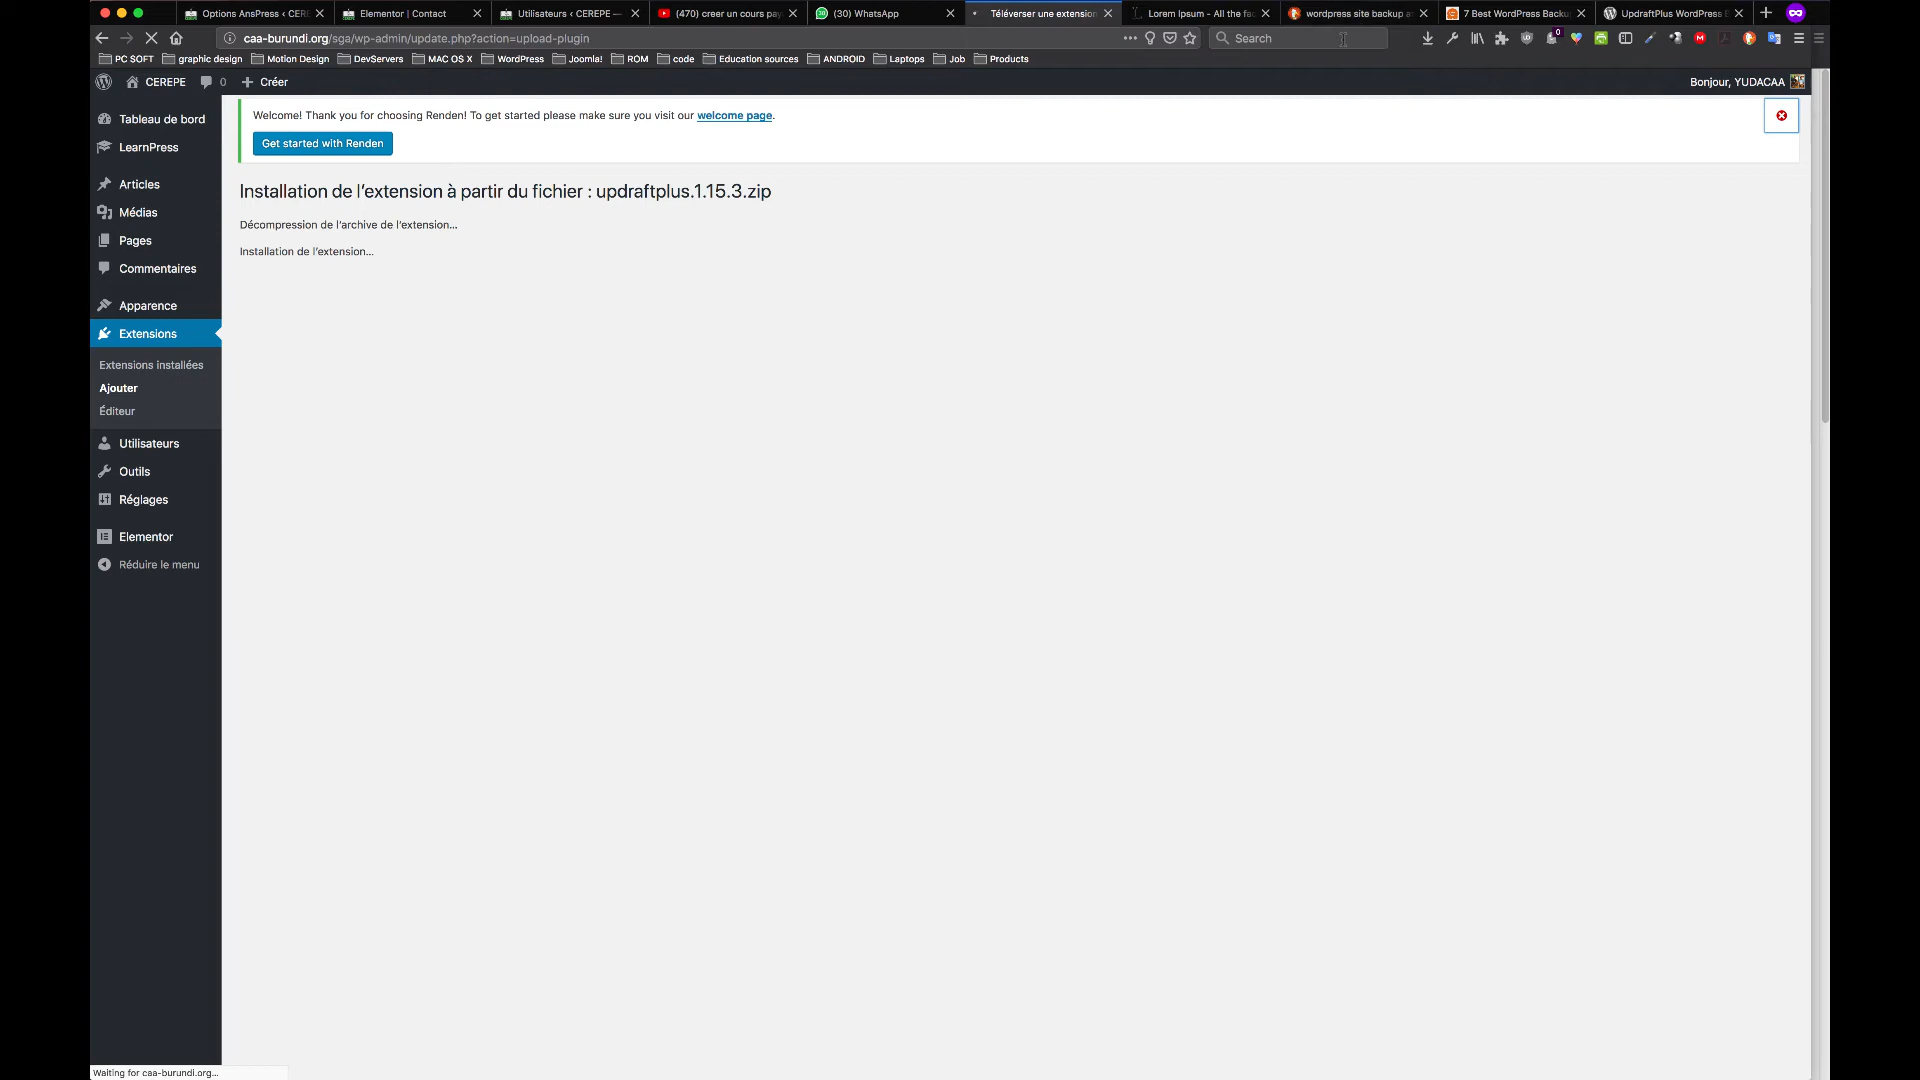 Options AnsPress ‹ CERE
Elementor | Contact
Utilisateurs ‹ CEREPE —
(470) creer un cours pay
(30) WhatsApp
Téléverser une extension
Lorem Ipsum - All the fac
wordpress site backup a
7 Best WordPress Backu
UpdraftPlus WordPress B
caa-burundi.org/sga/wp-admin/update.php?action=upload-plugin
Search
0
PC SOFT graphic design Motion Design DevServers MAC OS X WordPress Joomla! ROM code Education sources ANDROID Laptops Job Products
CEREPE 0 Créer
Bonjour, YUDACAA
Tableau de bord
LearnPress
Articles
Médias
Pages
Commentaires
Apparence
Extensions
Extensions installées
Ajouter
Éditeur
Utilisateurs
Outils
Réglages
Elementor
Réduire le menu
Welcome! Thank you for choosing Renden! To get started please make sure you visit our welcome page.
Get started with Renden
Installation de l’extension à partir du fichier : updraftplus.1.15.3.zip
Décompression de l’archive de l’extension…
Installation de l’extension…
Waiting for caa-burundi.org…